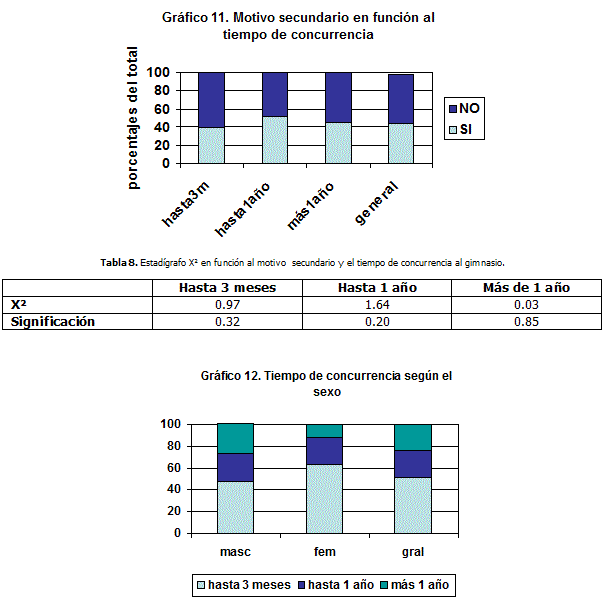 Gráfico 11. Motivo secundario en función al
tiempo de concurrencia
porcentajes del total
100
80
60
40
20
0
hasta3m
hasta1año
más1año
general
NO
SI
Tabla 8. Estadígrafo X² en función al motivo secundario y el tiempo de concurrencia al gimnasio.
Hasta 3 meses Hasta 1 año Más de 1 año
X² 0.97 1.64 0.03
Significación 0.32 0.20 0.85
Gráfico 12. Tiempo de concurrencia según el
sexo
100
80
60
40
20
0
masc fem gral
hasta 3 meses hasta 1 año más 1 año